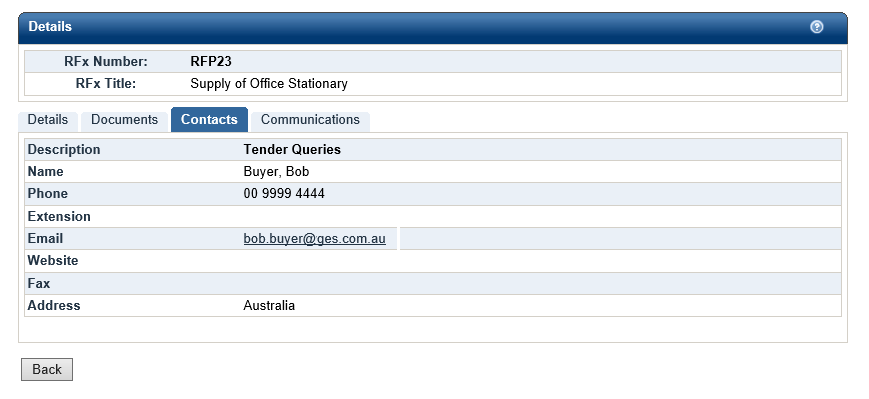 Details
RFx Number: RFP23
RFx Title: Supply of Office Stationary
Details Documents Contacts Communications
Description Tender Queries
Name Buyer, Bob
Phone 00 9999 4444
Extension
Email bob.buyer@ges.com.au
Website
Fax
Address Australia
Back